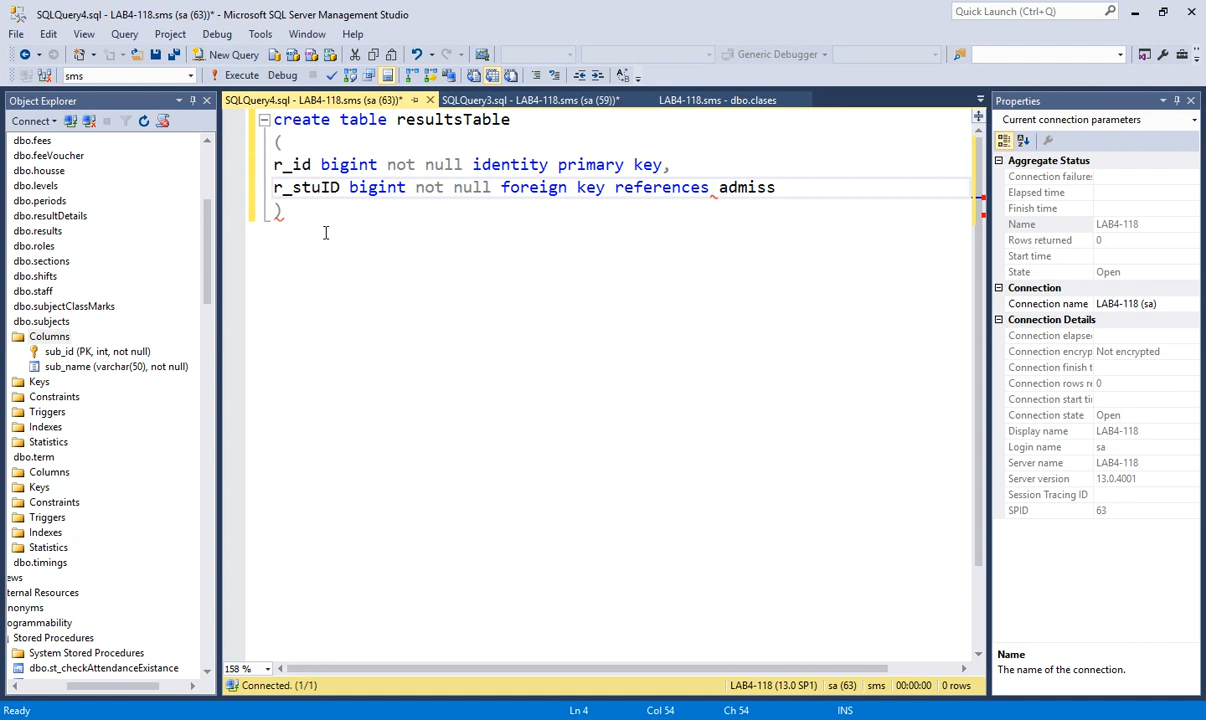 SQLQuery4.sql - LAB4-118.sms (sa (63))* - Microsoft SQL Server Management Studio
Quick Launch (Ctrl+Q)
File Edit View Query Project Debug Tools Window Help
New Query
Generic Debugger
sms
Execute Debug
Object Explorer
SQLQuery4.sql - LAB4-118.sms (sa (63))*
SQLQuery3.sql - LAB4-118.sms (sa (59))*
LAB4-118.sms - dbo.clases
Properties
Connect
Current connection parameters
dbo.fees
dbo.feeVoucher
dbo.housse
dbo.levels
dbo.periods
dbo.resultDetails
dbo.results
dbo.roles
dbo.sections
dbo.shifts
dbo.staff
dbo.subjectClassMarks
dbo.subjects
Columns
sub_id (PK, int, not null)
sub_name (varchar(50), not null)
Keys
Constraints
Triggers
Indexes
Statistics
dbo.term
Columns
Keys
Constraints
Triggers
Indexes
Statistics
dbo.timings
ews
ternal Resources
nonyms
ogrammability
Stored Procedures
System Stored Procedures
dbo.st_checkAttendanceExistance
create table resultsTable
(
r_id bigint not null identity primary key,
r_stuID bigint not null foreign key references admiss
)
158 %
Connected. (1/1)
LAB4-118 (13.0 SP1) sa (63) sms 00:00:00 0 rows
Aggregate Status
Connection failures
Elapsed time
Finish time
Name LAB4-118
Rows returned 0
Start time
State Open
Connection
Connection name LAB4-118 (sa)
Connection Details
Connection elapse
Connection encryp Not encrypted
Connection finish t
Connection rows re 0
Connection start ti
Connection state Open
Display name LAB4-118
Login name sa
Server name LAB4-118
Server version 13.0.4001
Session Tracing ID
SPID 63
Name
The name of the connection.
Ready
Ln 4 Col 54 Ch 54 INS